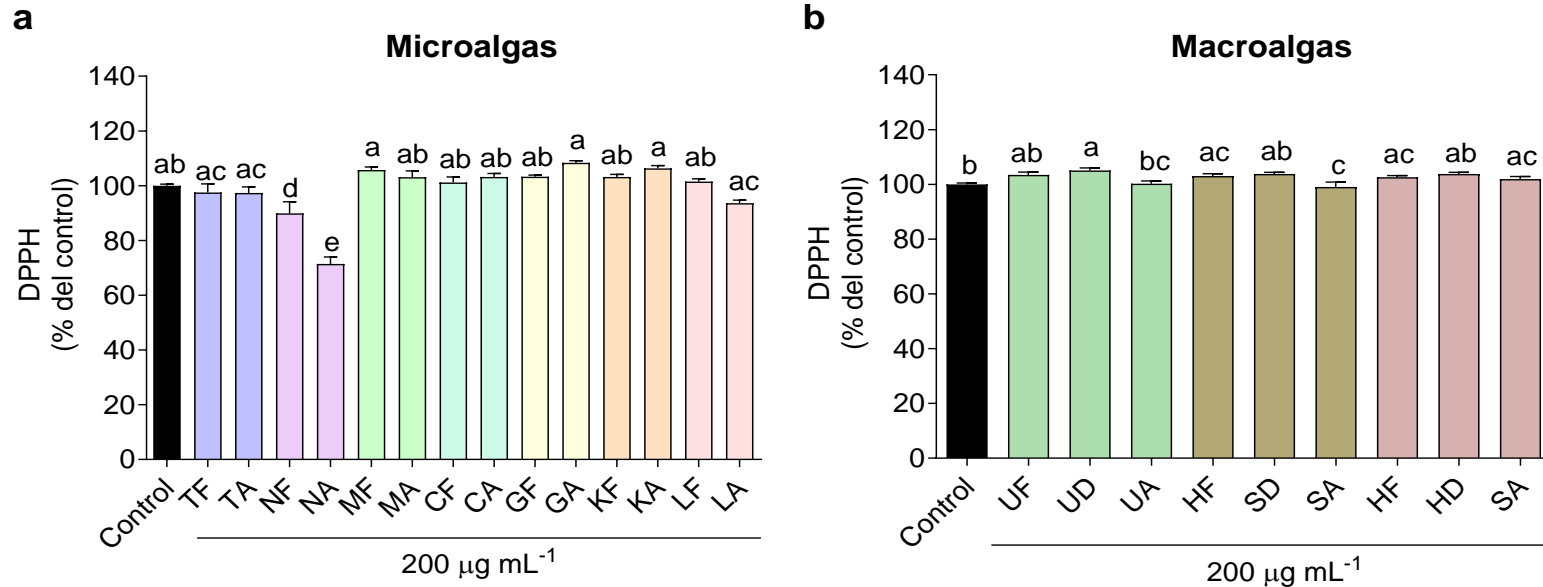 a
Microalgas
DPPH
(% del control)
140
120
100
80
60
40
20
0
ab ac ac d e a ab ab ab ab a ab a ab ac
Control TF TA NF NA MF MA CF CA GF GA KF KA LF LA
200 μg mL⁻¹
b
Macroalgas
DPPH
(% del control)
140
120
100
80
60
40
20
0
b ab a bc ac ab c ac ab ac
Control UF UD UA HF SD SA HF HD SA
200 μg mL⁻¹